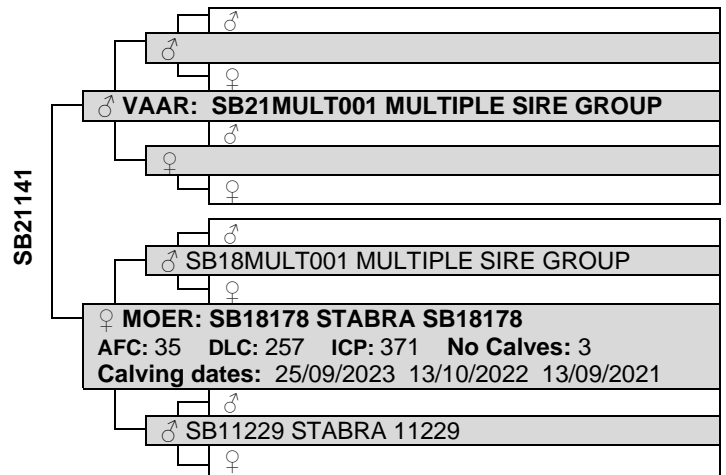 SB21141
♂
♂
♀
♂ VAAR: SB21MULT001 MULTIPLE SIRE GROUP
♂
♀
♀
♂
♂ SB18MULT001 MULTIPLE SIRE GROUP
♀
♀ MOER: SB18178 STABRA SB18178
AFC: 35 DLC: 257 ICP: 371 No Calves: 3
Calving dates: 25/09/2023 13/10/2022 13/09/2021
♂
♂ SB11229 STABRA 11229
♀